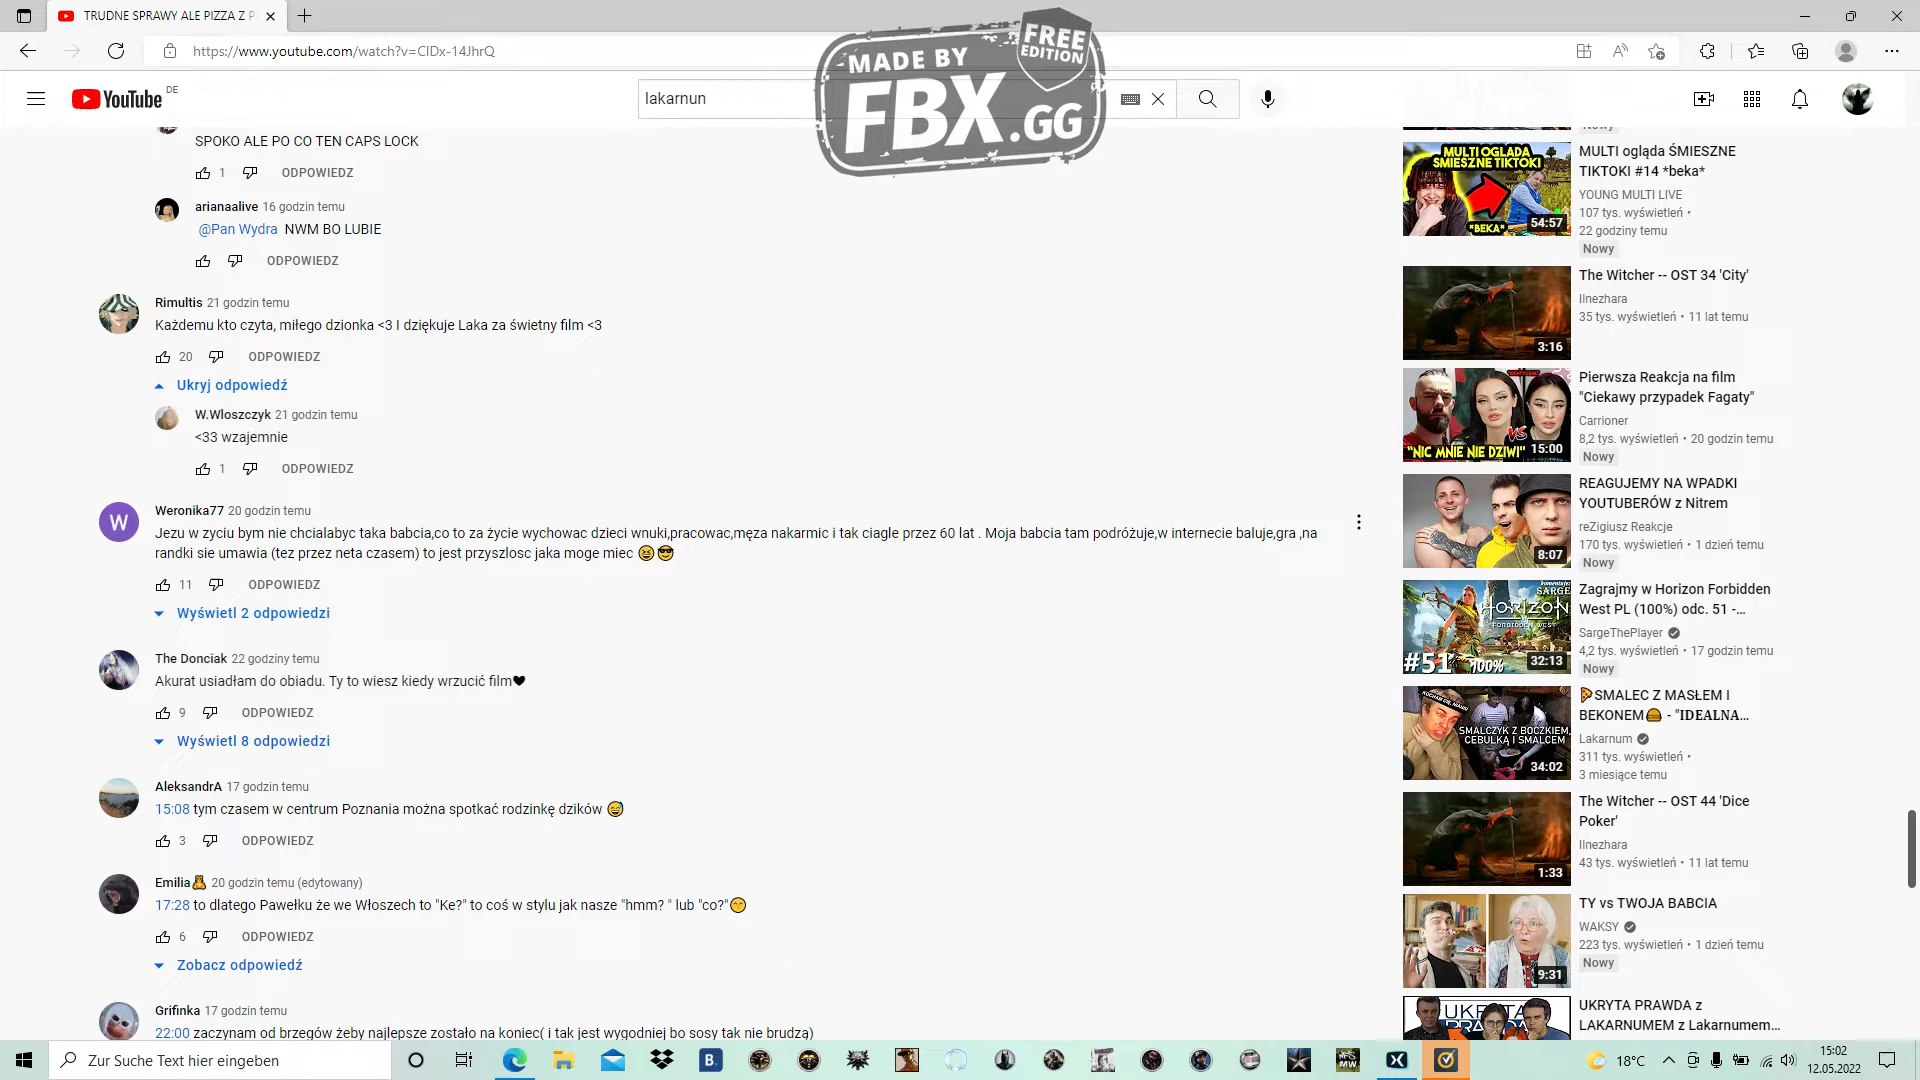 TRUDNE SPRAWY ALE PIZZA Z P
https://www.youtube.com/watch?v=CIDx-14JhrQ
MADE BY
FBX.GG
FREE
EDITION
YouTube DE
lakarnun
SPOKO ALE PO CO TEN CAPS LOCK
1 ODPOWIEDZ
arianaalive 16 godzin temu
@Pan Wydra NWM BO LUBIE
ODPOWIEDZ
Rimultis 21 godzin temu
Każdemu kto czyta, miłego dzionka <3 I dziękuje Laka za świetny film <3
20 ODPOWIEDZ
Ukryj odpowiedź
W.Wloszczyk 21 godzin temu
<33 wzajemnie
1 ODPOWIEDZ
W
Weronika77 20 godzin temu
Jezu w zyciu bym nie chcialabyc taka babcia,co to za życie wychowac dzieci wnuki,pracowac,męza nakarmic i tak ciagle przez 60 lat . Moja babcia tam podróżuje,w internecie baluje,gra ,na
randki sie umawia (tez przez neta czasem) to jest przyszlosc jaka moge miec 😆😎
11 ODPOWIEDZ
Wyświetl 2 odpowiedzi
The Donciak 22 godziny temu
Akurat usiadłam do obiadu. Ty to wiesz kiedy wrzucić film🖤
9 ODPOWIEDZ
Wyświetl 8 odpowiedzi
AleksandrA 17 godzin temu
15:08 tym czasem w centrum Poznania można spotkać rodzinkę dzików 😅
3 ODPOWIEDZ
Emilia🧸 20 godzin temu (edytowany)
17:28 to dlatego Pawełku że we Włoszech to "Ke?" to coś w stylu jak nasze "hmm? " lub "co?"😁
6 ODPOWIEDZ
Zobacz odpowiedź
Grifinka 17 godzin temu
22:00 zaczynam od brzegów żeby najlepsze zostało na koniec( i tak jest wygodniej bo sosy tak nie brudzą)
Nowy
MULTI OGLĄDA
ŚMIESZNE TIKTOKI
*BEKA*
54:57
MULTI ogląda ŚMIESZNE
TIKTOKI #14 *beka*
YOUNG MULTI LIVE
107 tys. wyświetleń •
22 godziny temu
Nowy
3:16
The Witcher -- OST 34 'City'
Ilnezhara
35 tys. wyświetleń • 11 lat temu
VS
"NIC MNIE NIE DZIWI"
15:00
Pierwsza Reakcja na film
"Ciekawy przypadek Fagaty"
Carrioner
8,2 tys. wyświetleń • 20 godzin temu
Nowy
8:07
REAGUJEMY NA WPADKI
YOUTUBERÓW z Nitrem
reZigiusz Reakcje
170 tys. wyświetleń • 1 dzień temu
Nowy
komentuje
SARGE
HORIZON
FORBIDDEN WEST
#51 100%
32:13
Zagrajmy w Horizon Forbidden
West PL (100%) odc. 51 -...
SargeThePlayer
4,2 tys. wyświetleń • 17 godzin temu
Nowy
KOCHAM CIĘ, MAMI!
SMALCZYK Z BOCZKIEM,
CEBULKĄ I SMALCEM
34:02
🍕SMALEC Z MASŁEM I
BEKONEM🍔 - "IDEALNA...
Lakarnum
311 tys. wyświetleń •
3 miesiące temu
1:33
The Witcher -- OST 44 'Dice
Poker'
Ilnezhara
43 tys. wyświetleń • 11 lat temu
9:31
TY vs TWOJA BABCIA
WAKSY
223 tys. wyświetleń • 1 dzień temu
Nowy
UKRYTA PRAWDA z
LAKARNUMEM z Lakarnumem...
Zur Suche Text hier eingeben
B.
MW
18°C
15:02
12.05.2022